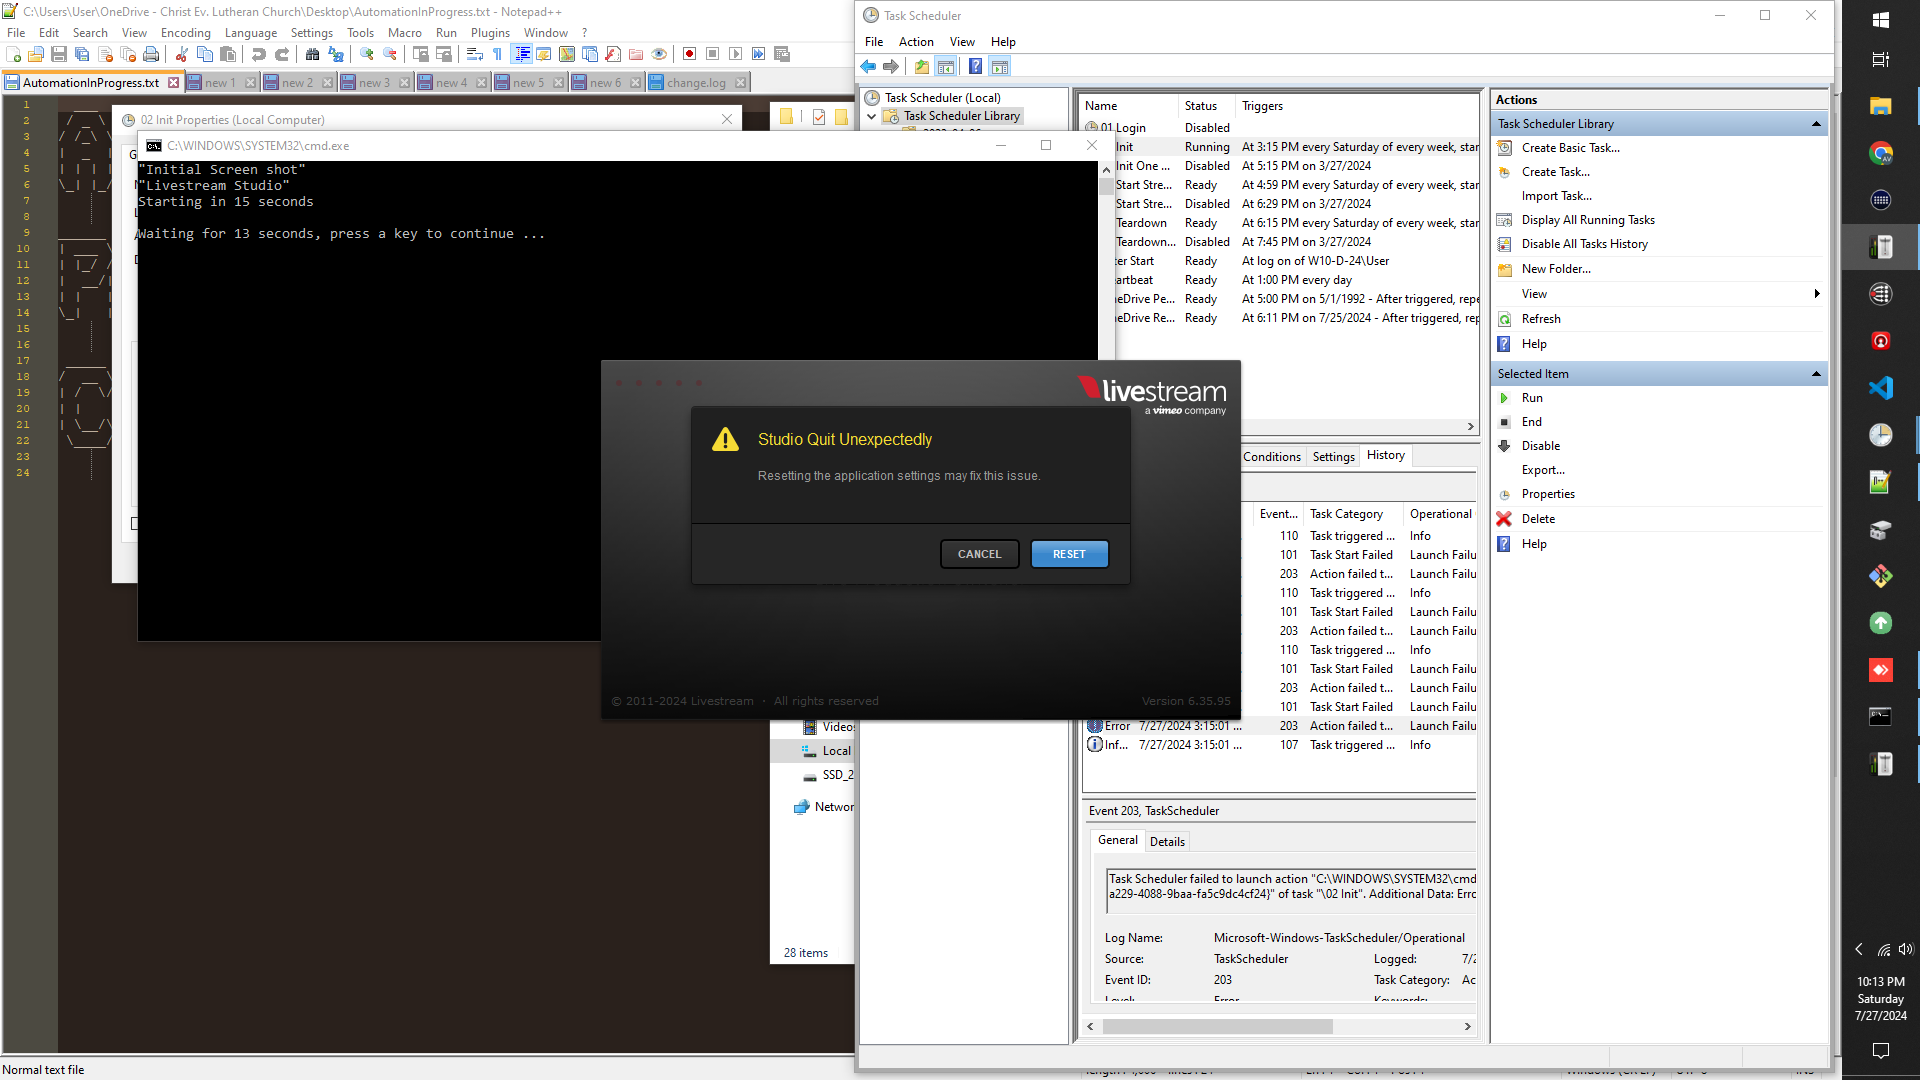 C:\Users\User\OneDrive - Christ Ev. Lutheran Church\Desktop\AutomationInProgress.txt - Notepad++
File Edit Search View Encoding Language Settings Tools Macro Run Plugins Window ?
AutomationInProgress.txt new 1 new 2 new 3 new 4 new 5 new 6 change.log
1
2
3
4
5
6
7
8
9
10
11
12
13
14
15
16
17
18
19
20
21
22
23
24
02 Init Properties (Local Computer)
C:\WINDOWS\SYSTEM32\cmd.exe
"Initial Screen shot"
"Livestream Studio"
Starting in 15 seconds
Waiting for 13 seconds, press a key to continue ...
livestream
a vimeo company
Studio Quit Unexpectedly
Resetting the application settings may fix this issue.
CANCEL RESET
© 2011-2024 Livestream · All rights reserved
Version 6.35.95
Videos
Local
SSD_2
Networ
28 items
Normal text file
Task Scheduler
File Action View Help
Task Scheduler (Local)
Task Scheduler Library
Name Status Triggers
01 Login Disabled
Init Running At 3:15 PM every Saturday of every week, star
Init One ... Disabled At 5:15 PM on 3/27/2024
Start Stre... Ready At 4:59 PM every Saturday of every week, star
Start Stre... Disabled At 6:29 PM on 3/27/2024
Teardown Ready At 6:15 PM every Saturday of every week, star
Teardown... Disabled At 7:45 PM on 3/27/2024
ter Start Ready At log on of W10-D-24\User
eartbeat Ready At 1:00 PM every day
neDrive Pe... Ready At 5:00 PM on 5/1/1992 - After triggered, repe
neDrive Re... Ready At 6:11 PM on 7/25/2024 - After triggered, rep
Conditions Settings History
Event... Task Category Operational
110 Task triggered ... Info
101 Task Start Failed Launch Failu
203 Action failed t... Launch Failu
110 Task triggered ... Info
101 Task Start Failed Launch Failu
203 Action failed t... Launch Failu
110 Task triggered ... Info
101 Task Start Failed Launch Failu
203 Action failed t... Launch Failu
101 Task Start Failed Launch Failu
Error 7/27/2024 3:15:01 ... 203 Action failed t... Launch Failu
Inf... 7/27/2024 3:15:01 ... 107 Task triggered ... Info
Event 203, TaskScheduler
General Details
Task Scheduler failed to launch action "C:\WINDOWS\SYSTEM32\cmd
a229-4088-9baa-fa5c9dc4cf24}" of task "\02 Init". Additional Data: Errc
Log Name: Microsoft-Windows-TaskScheduler/Operational
Source: TaskScheduler Logged: 7/2
Event ID: 203 Task Category: Ac
Level: Error Keywords:
Actions
Task Scheduler Library
Create Basic Task...
Create Task...
Import Task...
Display All Running Tasks
Disable All Tasks History
New Folder...
View
Refresh
Help
Selected Item
Run
End
Disable
Export...
Properties
Delete
Help
10:13 PM
Saturday
7/27/2024